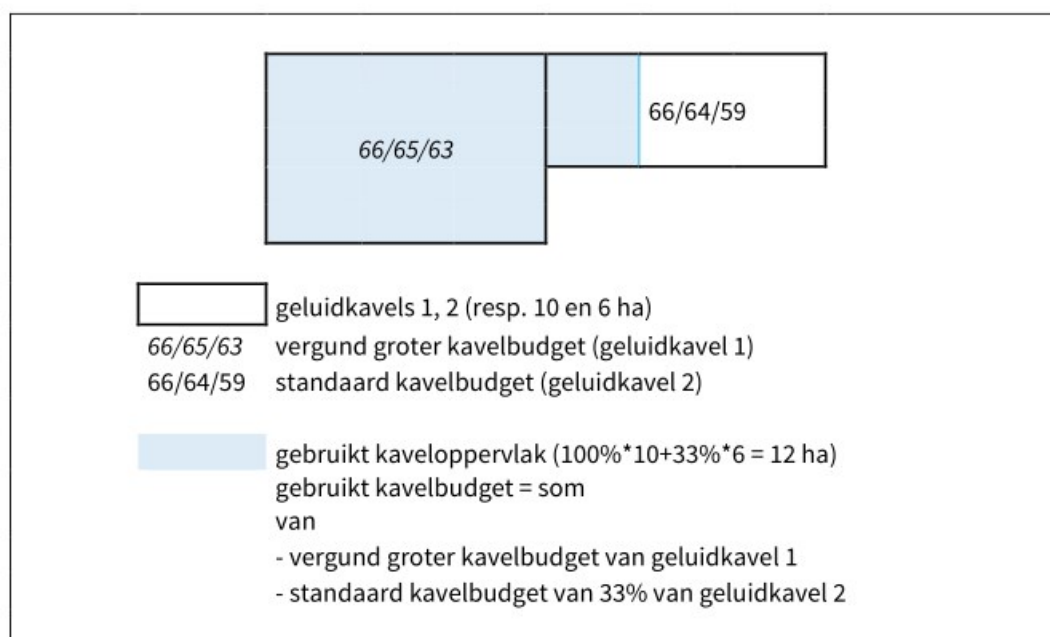 66/64/59
66/65/63
geluidkavels 1, 2 (resp. 10 en 6 ha)
66/65/63 vergund groter kavelbudget (geluidkavel 1)
66/64/59 standaard kavelbudget (geluidkavel 2)
gebruikt kaveloppervlak (100%*10+33%*6 = 12 ha)
gebruikt kavelbudget = som
van
- vergund groter kavelbudget van geluidkavel 1
- standaard kavelbudget van 33% van geluidkavel 2